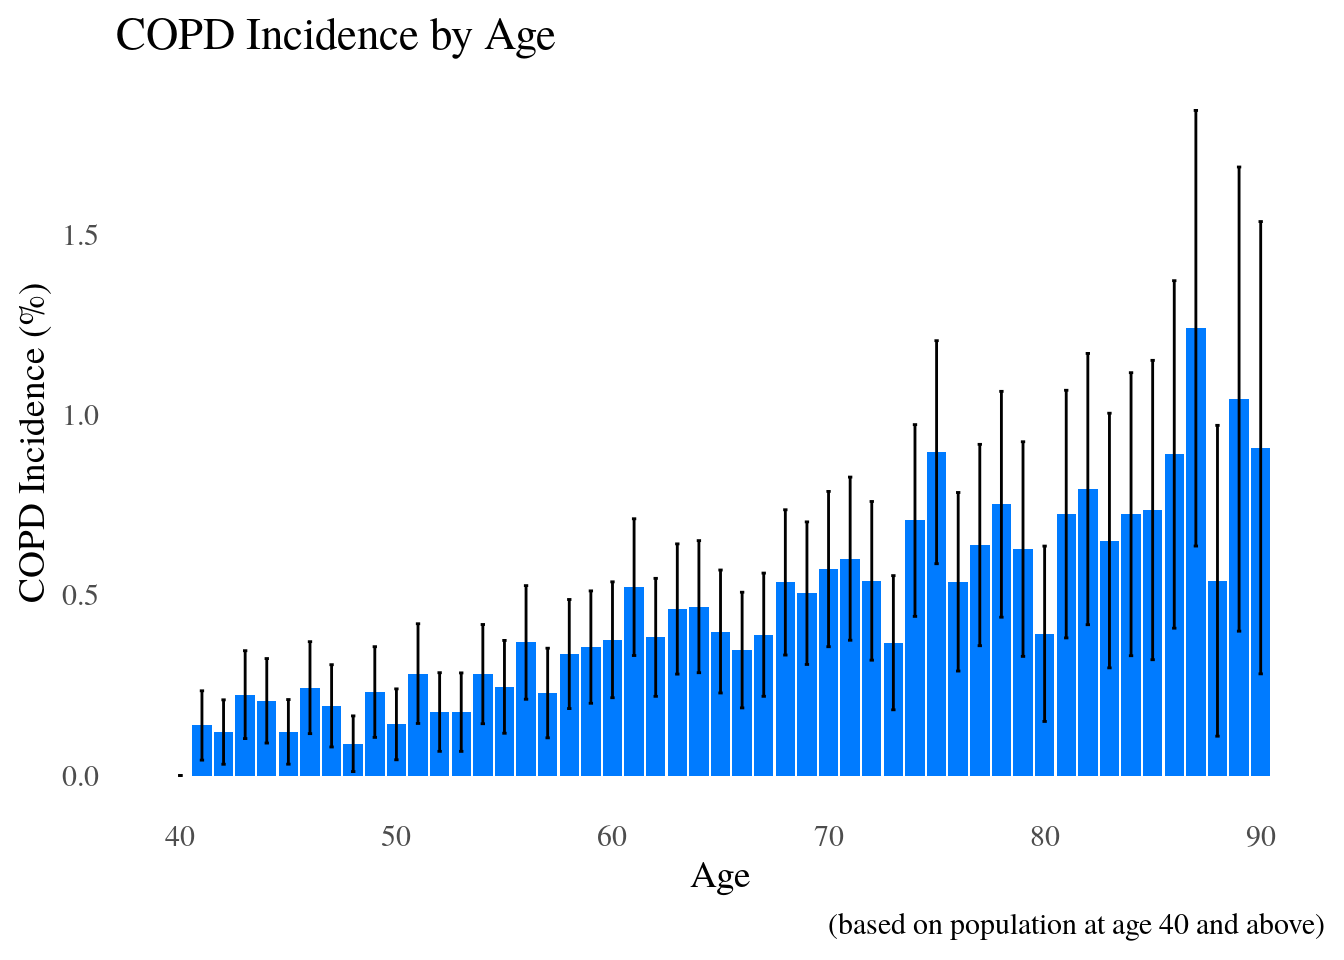 COPD Incidence by Age
COPD Incidence (%)
1.5
1.0
0.5
0.0
40 50 60 70 80 90
Age
(based on population at age 40 and above)